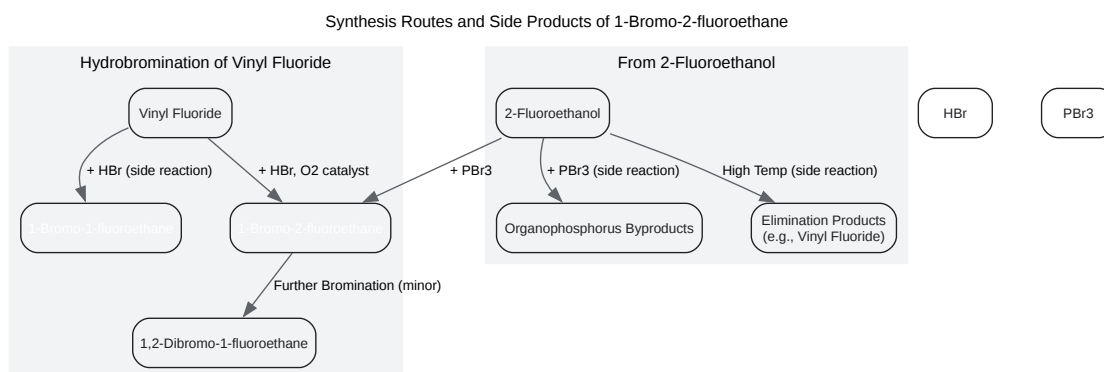 Synthesis Routes and Side Products of 1-Bromo-2-fluoroethane
Hydrobromination of Vinyl Fluoride
From 2-Fluoroethanol
Vinyl Fluoride
2-Fluoroethanol
HBr
PBr3
+ HBr (side reaction)
+ HBr, O2 catalyst
+ PBr3
+ PBr3 (side reaction)
High Temp (side reaction)
1-Bromo-1-fluoroethane
1-Bromo-2-fluoroethane
Organophosphorus Byproducts
Elimination Products
(e.g., Vinyl Fluoride)
Further Bromination (minor)
1,2-Dibromo-1-fluoroethane